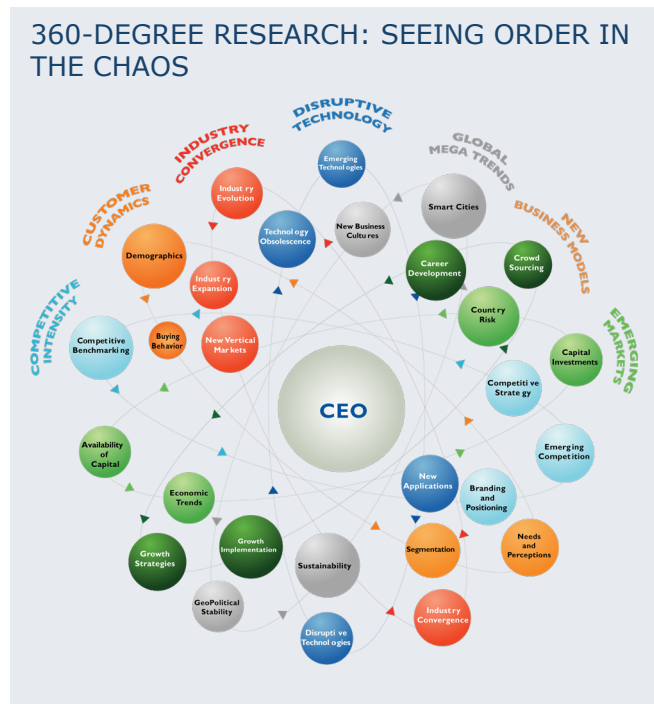 360-DEGREE RESEARCH: SEEING ORDER IN
THE CHAOS
DISRUPTIVE
TECHNOLOGY
INDUSTRY
CONVERGENCE
GLOBAL
MEGA TRENDS
CUSTOMER
DYNAMICS
NEW
BUSINESS MODELS
COMPETITIVE
INTENSITY
EMERGING
MARKETS
Emerging
Technologies
Industry
Evolution
Smart Cities
Technology
Obsolescence
New Business
Cultures
Demographics
Career
Development
Crowd
Sourcing
Industry
Expansion
Country
Risk
Competitive
Benchmarking
Buying
Behavior
New Vertical
Markets
Capital
Investments
Competitive
Strategy
CEO
Availability
of
Capital
Emerging
Competition
New
Applications
Branding
and
Positioning
Economic
Trends
Growth
Strategies
Growth
Implementation
Sustainability
Segmentation
Needs
and
Perceptions
GeoPolitical
Stability
Industry
Convergence
Disruptive
Technologies